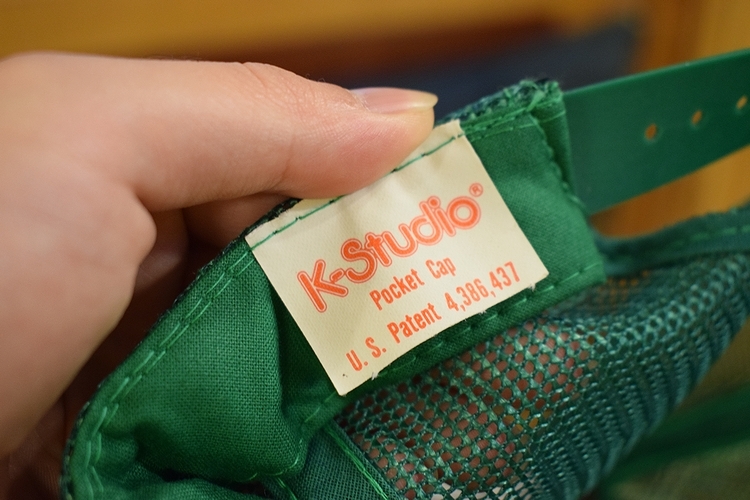 K-Studio®
Pocket Cap
U. S. Patent 4,386,437